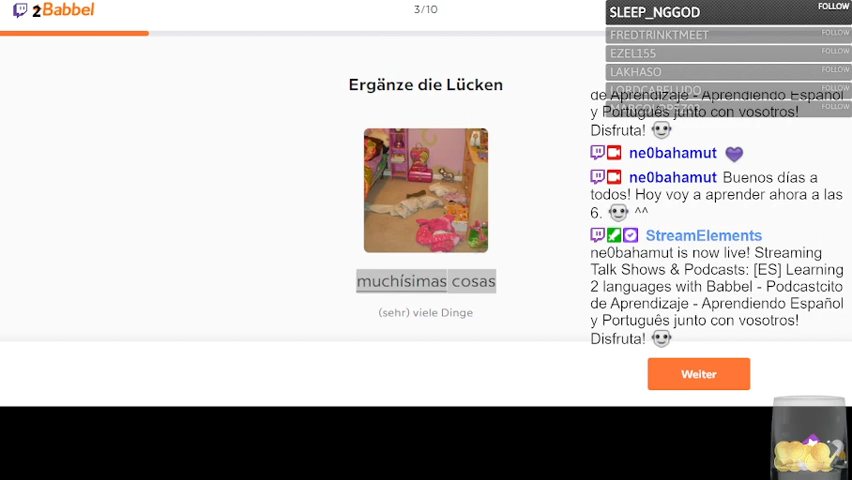 2Babbel
3/10
Ergänze die Lücken
muchísimas cosas
(sehr) viele Dinge
Weiter
SLEEP_NGGOD FOLLOW
FREDTRINKTMEET FOLLOW
EZEL155 FOLLOW
LAKHASO FOLLOW
LORDCABELUDO FOLLOW
FOLLOW
de Aprendizaje - Aprendiendo Español
y Portugués junto con vosotros!
Disfruta!
ne0bahamut
ne0bahamut Buenos días a
todos! Hoy voy a aprender ahora a las
6. ^^
StreamElements
ne0bahamut is now live! Streaming
Talk Shows & Podcasts: [ES] Learning
2 languages with Babbel - Podcastcito
de Aprendizaje - Aprendiendo Español
y Português junto con vosotros!
Disfruta!